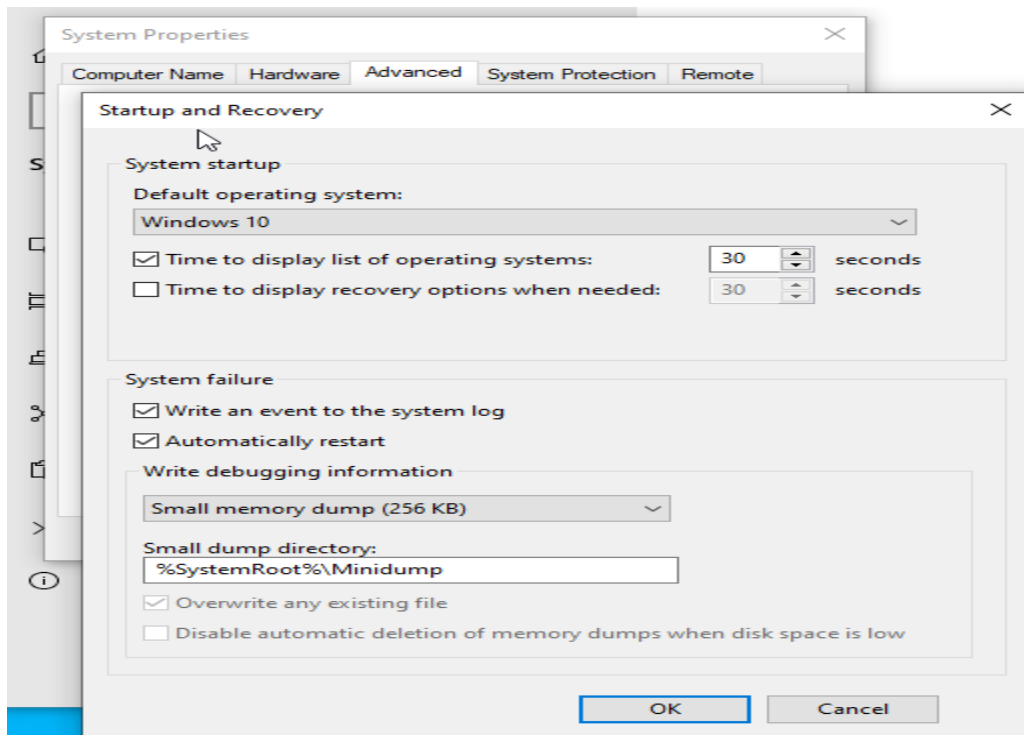 System Properties
Computer Name Hardware Advanced System Protection Remote
Startup and Recovery
System startup
Default operating system:
Windows 10
Time to display list of operating systems: 30 seconds
Time to display recovery options when needed: 30 seconds
System failure
Write an event to the system log
Automatically restart
Write debugging information
Small memory dump (256 KB)
Small dump directory:
%SystemRoot%\Minidump
Overwrite any existing file
Disable automatic deletion of memory dumps when disk space is low
OK Cancel